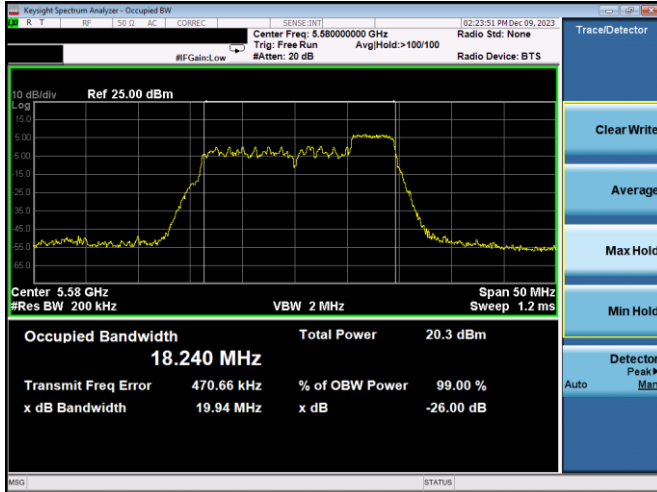 Keysight Spectrum Analyzer - Occupied BW
LXI R T RF 50 Ω AC CORREC SENSE:INT 02:23:51 PM Dec 09, 2023
Center Freq: 5.580000000 GHz Radio Std: None
Trig: Free Run Avg|Hold:>100/100
#IFGain:Low #Atten: 20 dB Radio Device: BTS
Trace/Detector
10 dB/div Ref 25.00 dBm
Log
15.0
5.00
-5.00
-15.0
-25.0
-35.0
-45.0
-55.0
-65.0
Center 5.58 GHz Span 50 MHz
#Res BW 200 kHz VBW 2 MHz Sweep 1.2 ms
Occupied Bandwidth Total Power 20.3 dBm
18.240 MHz
Transmit Freq Error 470.66 kHz % of OBW Power 99.00 %
x dB Bandwidth 19.94 MHz x dB -26.00 dB
Clear Write
Average
Max Hold
Min Hold
Detector
Peak▶
Auto Man
MSG STATUS